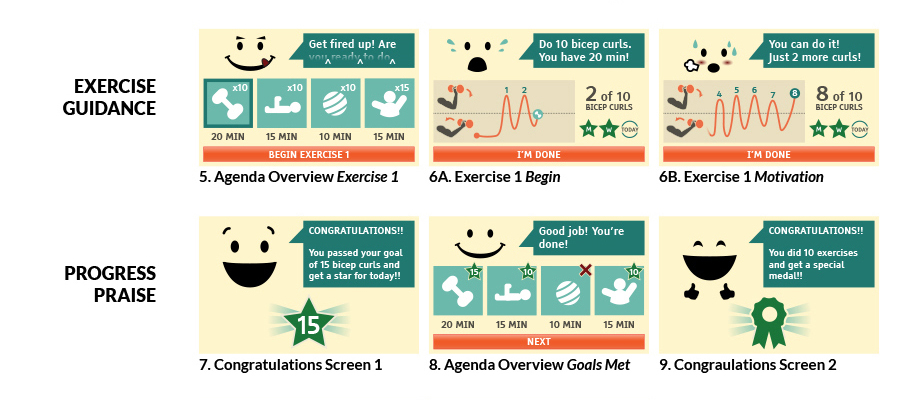 EXERCISE
GUIDANCE
Get fired up! Are
you ready to do
x10
x10
x10
x15
20 MIN
15 MIN
10 MIN
15 MIN
BEGIN EXERCISE 1
5. Agenda Overview Exercise 1
Do 10 bicep curls.
You have 20 min!
1
2
2 of 10
BICEP CURLS
M
W
TODAY
I'M DONE
6A. Exercise 1 Begin
You can do it!
Just 2 more curls!
4
5
6
7
8
8 of 10
BICEP CURLS
M
W
TODAY
I'M DONE
6B. Exercise 1 Motivation
PROGRESS
PRAISE
CONGRATULATIONS!!
You passed your goal
of 15 bicep curls and
get a star for today!!
15
7. Congratulations Screen 1
Good job! You're
done!
15
10
10
20 MIN
15 MIN
10 MIN
15 MIN
NEXT
8. Agenda Overview Goals Met
CONGRATULATIONS!!
You did 10 exercises
and get a special
medal!!
9. Congraulations Screen 2